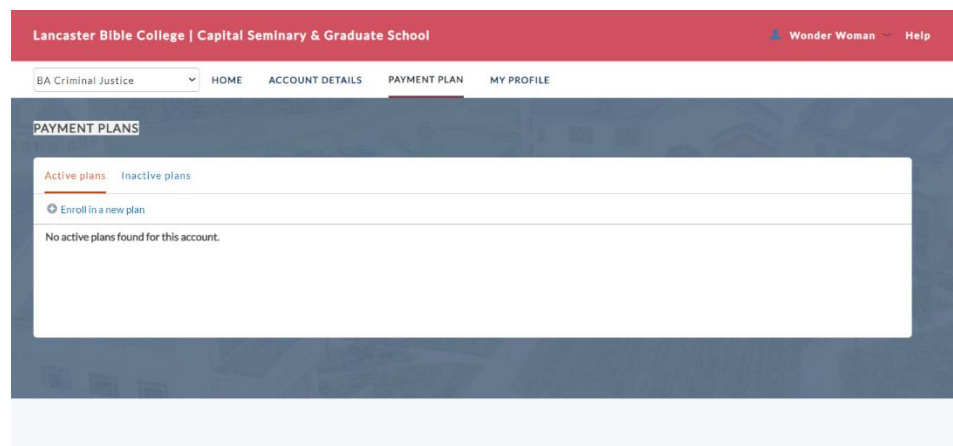 Lancaster Bible College | Capital Seminary & Graduate School
Wonder Woman Help
BA Criminal Justice HOME ACCOUNT DETAILS PAYMENT PLAN MY PROFILE
PAYMENT PLANS
Active plans Inactive plans
Enroll in a new plan
No active plans found for this account.